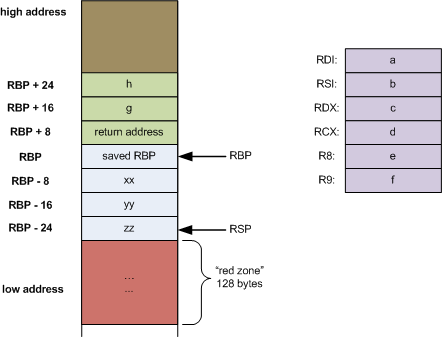 high address
RBP + 24
h
RBP + 16
g
RBP + 8
return address
RBP
saved RBP
RBP
RBP - 8
xx
RBP - 16
yy
RBP - 24
zz
RSP
...
...
low address
"red zone"
128 bytes
RDI:
a
RSI:
b
RDX:
c
RCX:
d
R8:
e
R9:
f